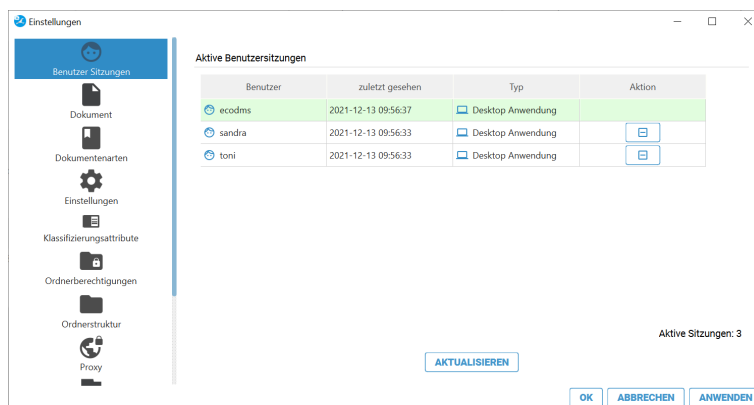 Einstellungen
Benutzer Sitzungen
Dokument
Dokumentenarten
Einstellungen
Klassifizierungsattribute
Ordnerberechtigungen
Ordnerstruktur
Proxy
Aktive Benutzersitzungen
Benutzer zuletzt gesehen Typ Aktion
ecodms 2021-12-13 09:56:37 Desktop Anwendung
sandra 2021-12-13 09:56:33 Desktop Anwendung
toni 2021-12-13 09:56:33 Desktop Anwendung
Aktive Sitzungen: 3
AKTUALISIEREN
OK ABBRECHEN ANWENDEN